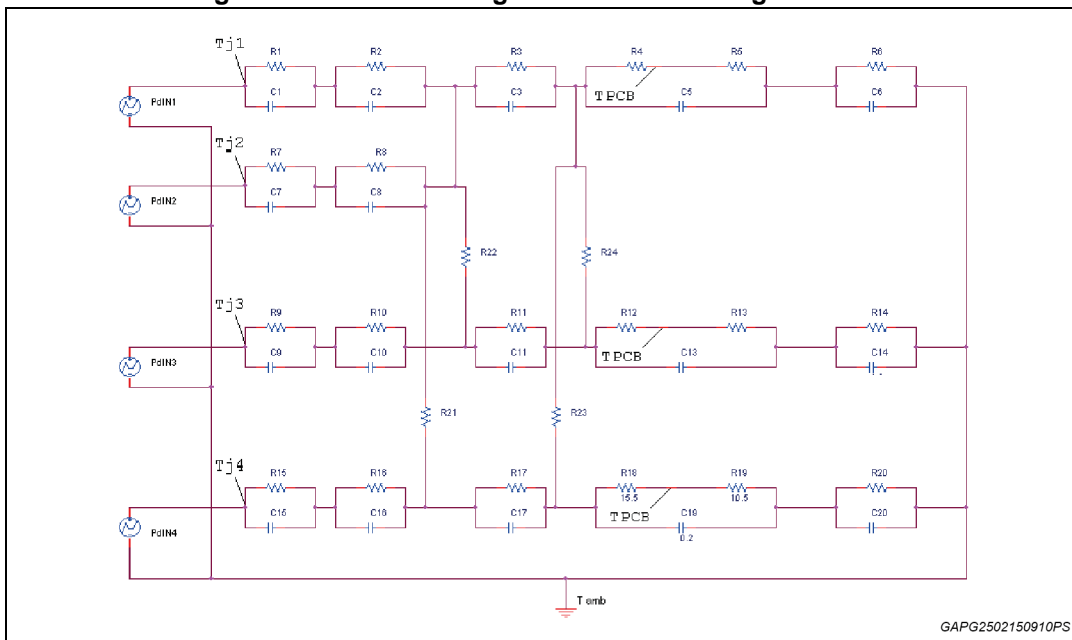 Tj1
R1
R2
R3
R4
R5
R6
C1
C2
C3
TPCB
C5
C6
PdIN1
Tj2
R7
R8
C7
C8
PdIN2
R22
R24
Tj3
R9
R10
R11
R12
R13
R14
C9
C10
C11
TPCB
C13
C14
PdIN3
R21
R23
Tj4
R15
R16
R17
R18
R19
R20
15.5
10.5
C15
C16
C17
TPCB
C19
C20
0.2
PdIN4
T amb
GAPG2502150910PS